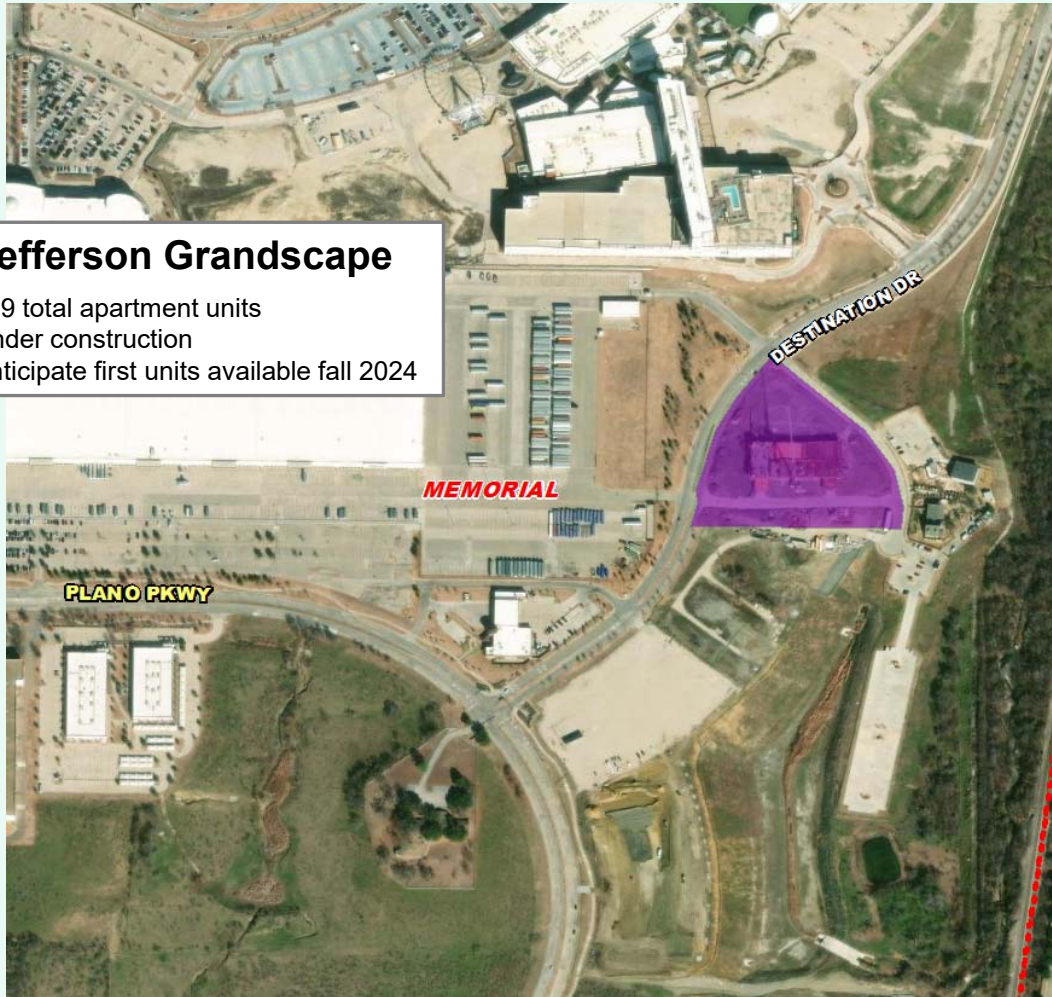 efferson Grandscape
9 total apartment units
nder construction
nticipate first units available fall 2024
DESTINATION DR
MEMORIAL
PLANO PKWY